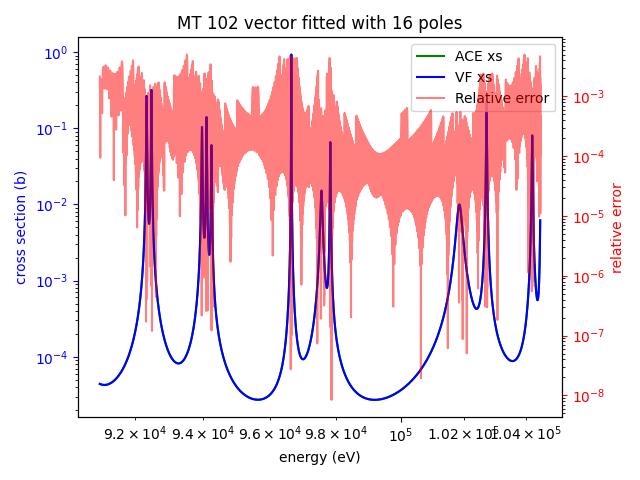 MT 102 vector fitted with 16 poles
ACE xs
VF xs
Relative error
cross section (b)
10⁰
10⁻¹
10⁻²
10⁻³
10⁻⁴
relative error
10⁻³
10⁻⁴
10⁻⁵
10⁻⁶
10⁻⁷
10⁻⁸
9.2 × 10⁴ 9.4 × 10⁴ 9.6 × 10⁴ 9.8 × 10⁴ 10⁵ 1.02 × 10⁵ 1.04 × 10⁵
energy (eV)